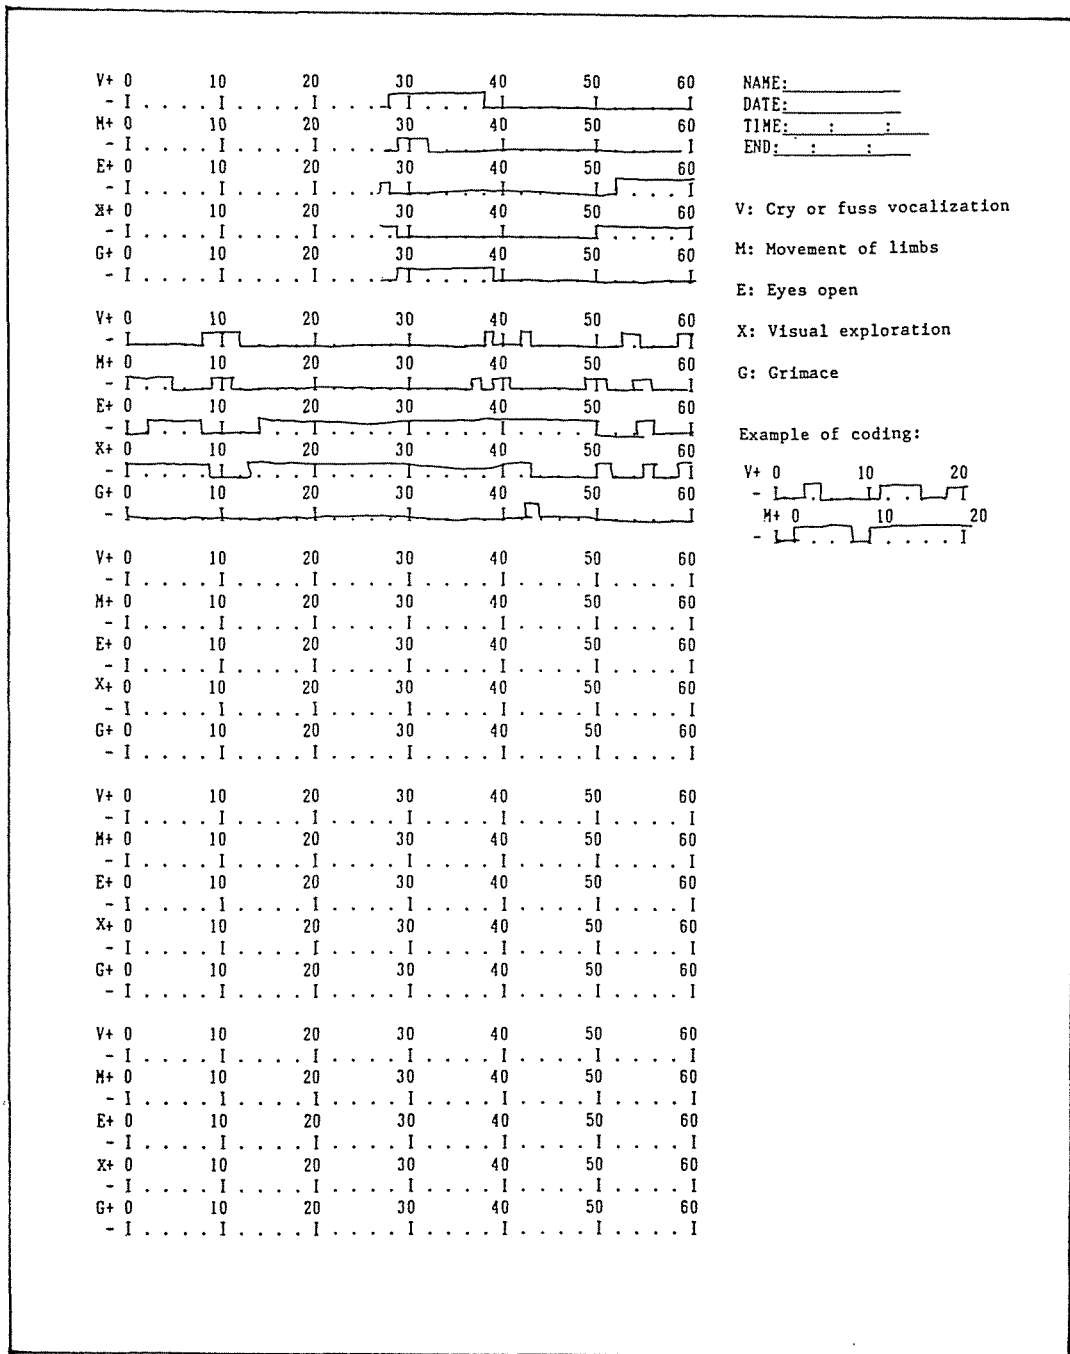 V+ 0 10 20 30 40 50 60
- I . . . . I . . . . I . . . . I I I I
M+ 0 10 20 30 40 50 60
- I . . . . I . . . . I . . . . I I I I
E+ 0 10 20 30 40 50 60
- I . . . . I . . . . I . . . . I . . . . I I . . . . I
X+ 0 10 20 30 40 50 60
- I . . . . I . . . . I . . . . I I I . . . . I
G+ 0 10 20 30 40 50 60
- I . . . . I . . . . I . . . . I . . . . I I I
V+ 0 10 20 30 40 50 60
- I I I I I I I
M+ 0 10 20 30 40 50 60
- I . . I I I I I I
E+ 0 10 20 30 40 50 60
- I . . . I . . . . I . . . . I . . . . I . . . . I . I
X+ 0 10 20 30 40 50 60
- I . . . . I . . . . I . . . . I . . . . I . I . I
G+ 0 10 20 30 40 50 60
- I I I I I I I
V+ 0 10 20 30 40 50 60
- I . . . . I . . . . I . . . . I . . . . I . . . . I . . . . I
M+ 0 10 20 30 40 50 60
- I . . . . I . . . . I . . . . I . . . . I . . . . I . . . . I
E+ 0 10 20 30 40 50 60
- I . . . . I . . . . I . . . . I . . . . I . . . . I . . . . I
X+ 0 10 20 30 40 50 60
- I . . . . I . . . . I . . . . I . . . . I . . . . I . . . . I
G+ 0 10 20 30 40 50 60
- I . . . . I . . . . I . . . . I . . . . I . . . . I . . . . I
V+ 0 10 20 30 40 50 60
- I . . . . I . . . . I . . . . I . . . . I . . . . I . . . . I
M+ 0 10 20 30 40 50 60
- I . . . . I . . . . I . . . . I . . . . I . . . . I . . . . I
E+ 0 10 20 30 40 50 60
- I . . . . I . . . . I . . . . I . . . . I . . . . I . . . . I
X+ 0 10 20 30 40 50 60
- I . . . . I . . . . I . . . . I . . . . I . . . . I . . . . I
G+ 0 10 20 30 40 50 60
- I . . . . I . . . . I . . . . I . . . . I . . . . I . . . . I
V+ 0 10 20 30 40 50 60
- I . . . . I . . . . I . . . . I . . . . I . . . . I . . . . I
M+ 0 10 20 30 40 50 60
- I . . . . I . . . . I . . . . I . . . . I . . . . I . . . . I
E+ 0 10 20 30 40 50 60
- I . . . . I . . . . I . . . . I . . . . I . . . . I . . . . I
X+ 0 10 20 30 40 50 60
- I . . . . I . . . . I . . . . I . . . . I . . . . I . . . . I
G+ 0 10 20 30 40 50 60
- I . . . . I . . . . I . . . . I . . . . I . . . . I . . . . I
NAME:
DATE:
TIME: : :
END: : :
V: Cry or fuss vocalization
M: Movement of limbs
E: Eyes open
X: Visual exploration
G: Grimace
Example of coding:
V+ 0 10 20
- I . I . . I
M+ 0 10 20
- I . . . I . . . . I